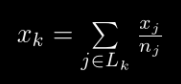 $x_k = \sum_{j \in L_k} \frac{x_j}{n_j}$